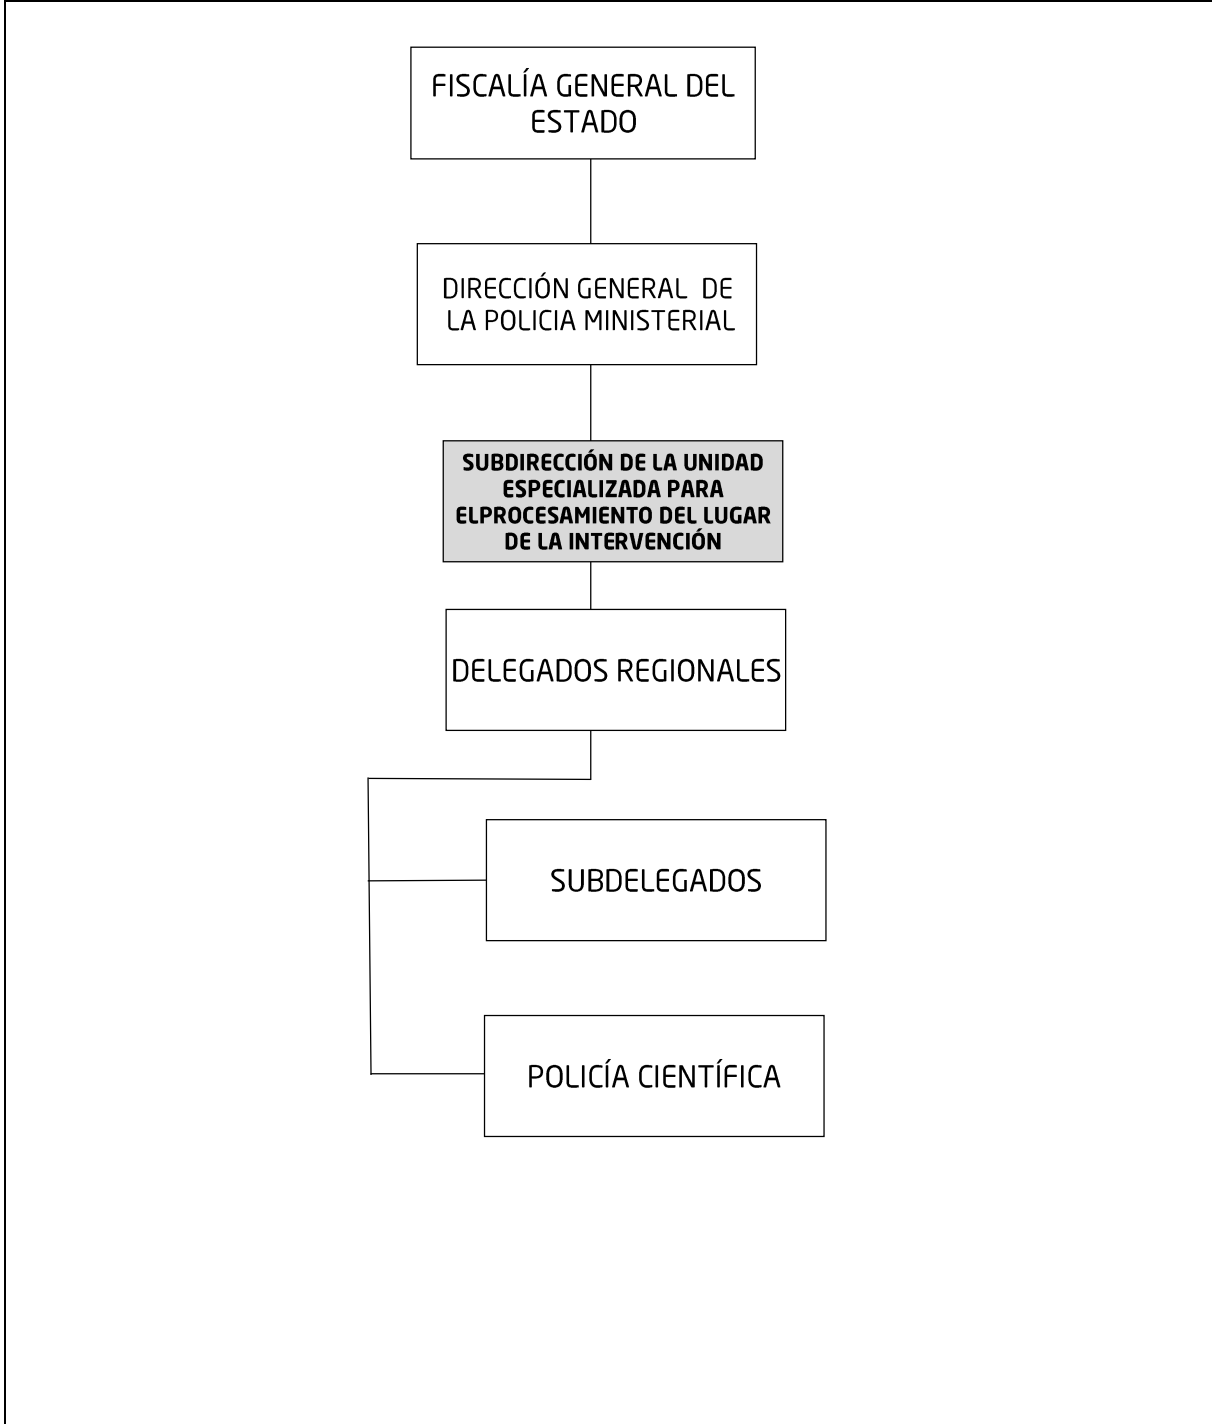 FISCALÍA GENERAL DEL
ESTADO
DIRECCIÓN GENERAL  DE
LA POLICIA MINISTERIAL
SUBDIRECCIÓN DE LA UNIDAD
ESPECIALIZADA PARA
ELPROCESAMIENTO DEL LUGAR
DE LA INTERVENCIÓN
DELEGADOS REGIONALES
SUBDELEGADOS
POLICÍA CIENTÍFICA